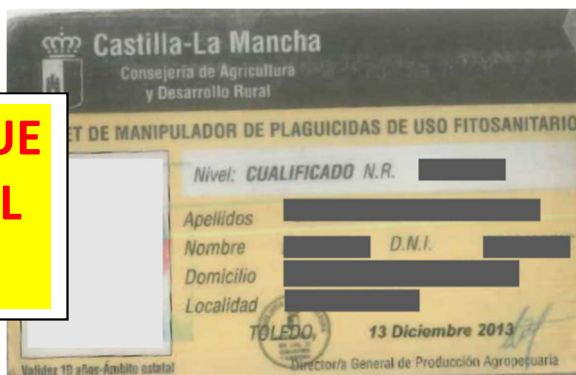 Castilla-La Mancha
Consejería de Agricultura
y Desarrollo Rural
UE
L
ET DE MANIPULADOR DE PLAGUICIDAS DE USO FITOSANITARIO
Nivel: CUALIFICADO N.R.
Apellidos
Nombre D.N.I.
Domicilio
Localidad
TOLEDO, 13 Diciembre 2013
Validez 10 años-Ámbito estatal
Director/a General de Producción Agropecuaria